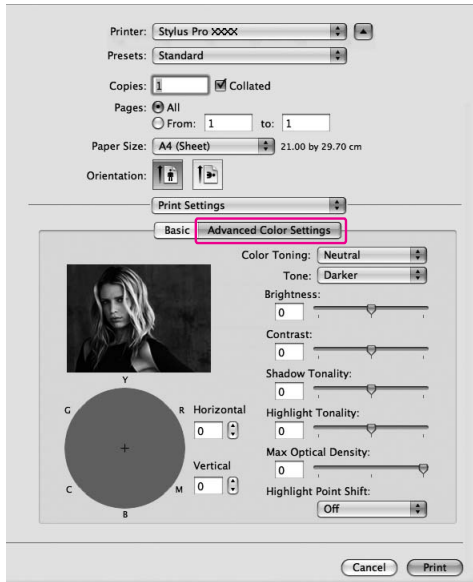 Printer: Stylus Pro XXXX
Presets: Standard
Copies: 1 Collated
Pages: All
From: 1 to: 1
Paper Size: A4 (Sheet) 21.00 by 29.70 cm
Orientation:
Print Settings
Basic Advanced Color Settings
Color Toning: Neutral
Tone: Darker
Brightness:
0
Contrast:
0
Shadow Tonality:
0
Highlight Tonality:
0
Max Optical Density:
0
Highlight Point Shift:
Off
Y
G R
C M
B
Horizontal
0
Vertical
0
Cancel Print